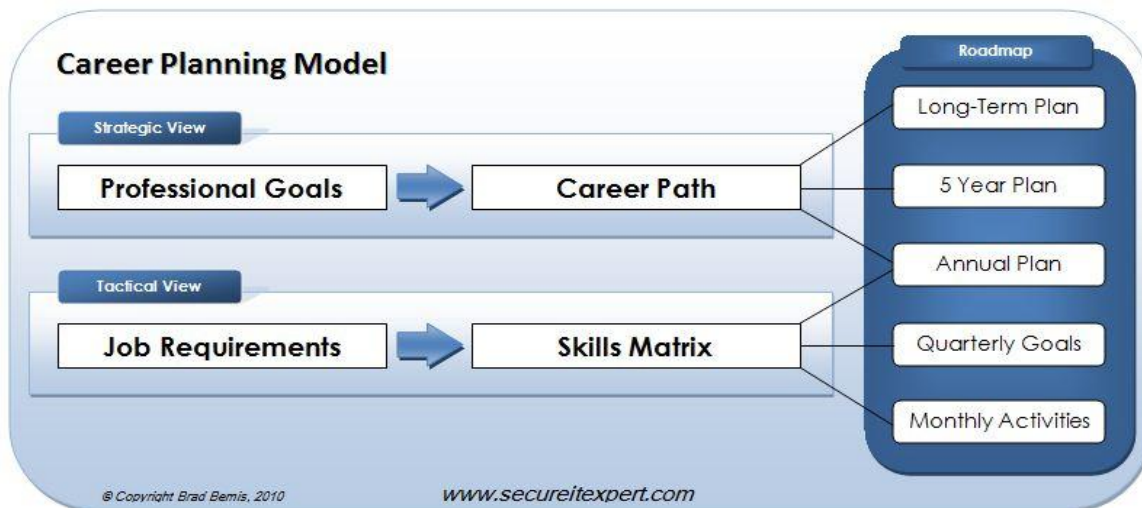 Career Planning Model
Strategic View
Professional Goals
Career Path
Tactical View
Job Requirements
Skills Matrix
Roadmap
Long-Term Plan
5 Year Plan
Annual Plan
Quarterly Goals
Monthly Activities
© Copyright Brad Bemis, 2010
www.secureitexpert.com